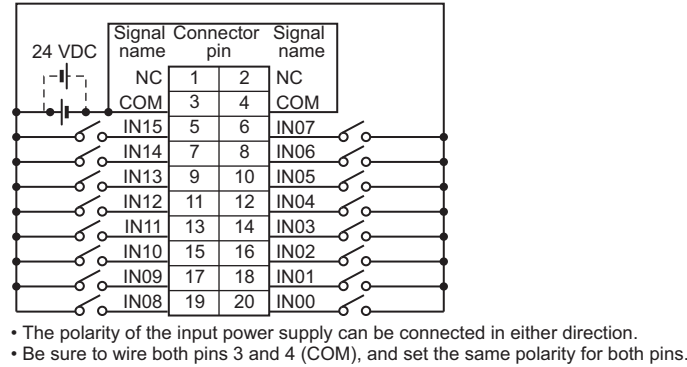 Signal name Connector pin Signal name
24 VDC
NC 1 2 NC
COM 3 4 COM
IN15 5 6 IN07
IN14 7 8 IN06
IN13 9 10 IN05
IN12 11 12 IN04
IN11 13 14 IN03
IN10 15 16 IN02
IN09 17 18 IN01
IN08 19 20 IN00
• The polarity of the input power supply can be connected in either direction.
• Be sure to wire both pins 3 and 4 (COM), and set the same polarity for both pins.